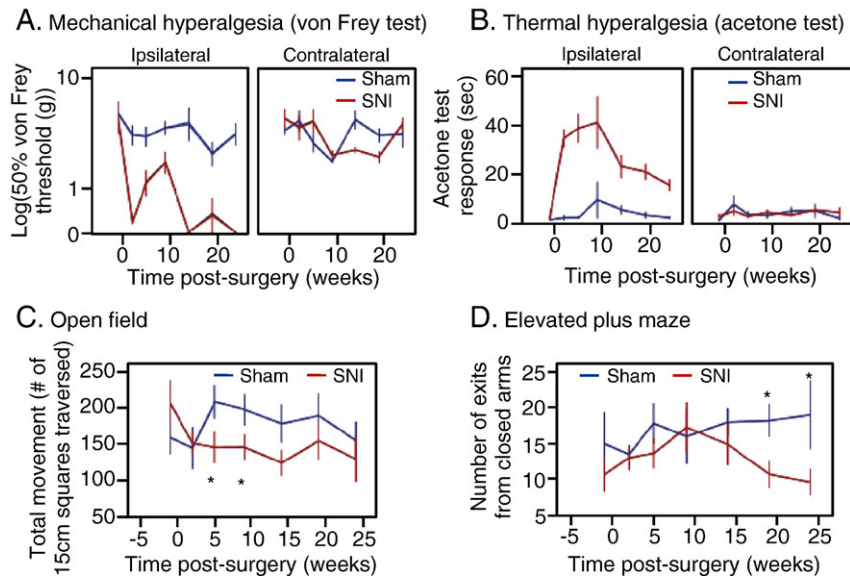 A. Mechanical hyperalgesia (von Frey test)
Ipsilateral
Contralateral
Log(50% von Frey
threshold (g))
10
1
0
Sham
SNI
0 10 20
0 10 20
Time post-surgery (weeks)
B. Thermal hyperalgesia (acetone test)
Ipsilateral
Contralateral
Acetone test
response (sec)
60
40
20
0
Sham
SNI
0 10 20
0 10 20
Time post-surgery (weeks)
C. Open field
Total movement (# of
15cm squares traversed)
250
200
150
100
50
Sham
SNI
* *
-5 0 5 10 15 20 25
Time post-surgery (weeks)
D. Elevated plus maze
Number of exits
from closed arms
25
20
15
10
5
Sham
SNI
* *
-5 0 5 10 15 20 25
Time post-surgery (weeks)